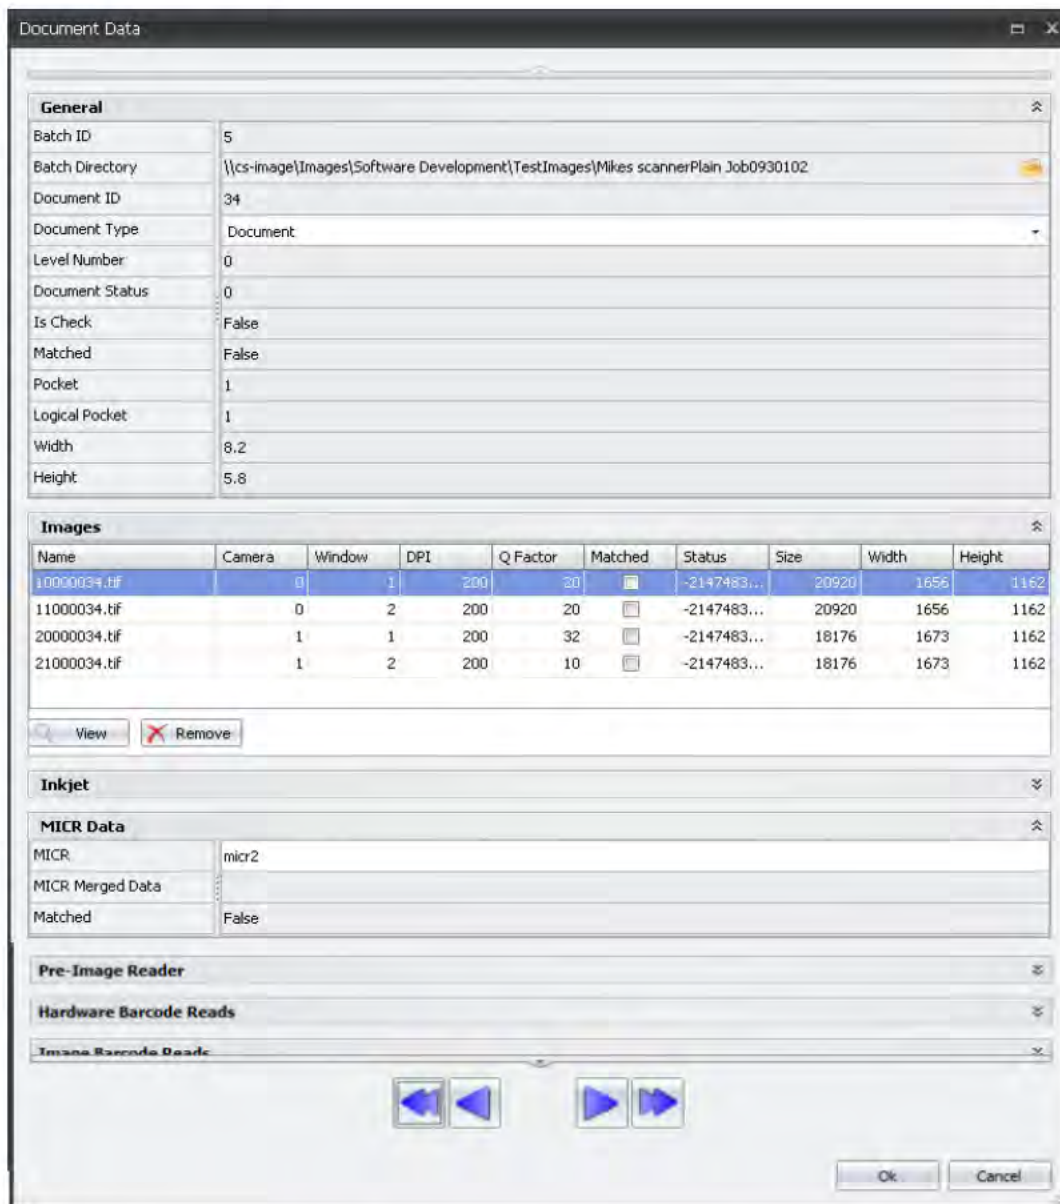 Document Data
General
Batch ID 5
Batch Directory \\cs-image\Images\Software Development\TestImages\Mikes scannerPlain Job0930102
Document ID 34
Document Type Document
Level Number 0
Document Status 0
Is Check False
Matched False
Pocket 1
Logical Pocket 1
Width 8.2
Height 5.8
Images
Name Camera Window DPI Q Factor Matched Status Size Width Height
10000034.tif 0 1 200 20 -2147483... 20920 1656 1162
11000034.tif 0 2 200 20 -2147483... 20920 1656 1162
20000034.tif 1 1 200 32 -2147483... 18176 1673 1162
21000034.tif 1 2 200 10 -2147483... 18176 1673 1162
View Remove
Inkjet
MICR Data
MICR micr2
MICR Merged Data
Matched False
Pre-Image Reader
Hardware Barcode Reads
Image Barcode Reads
Ok Cancel